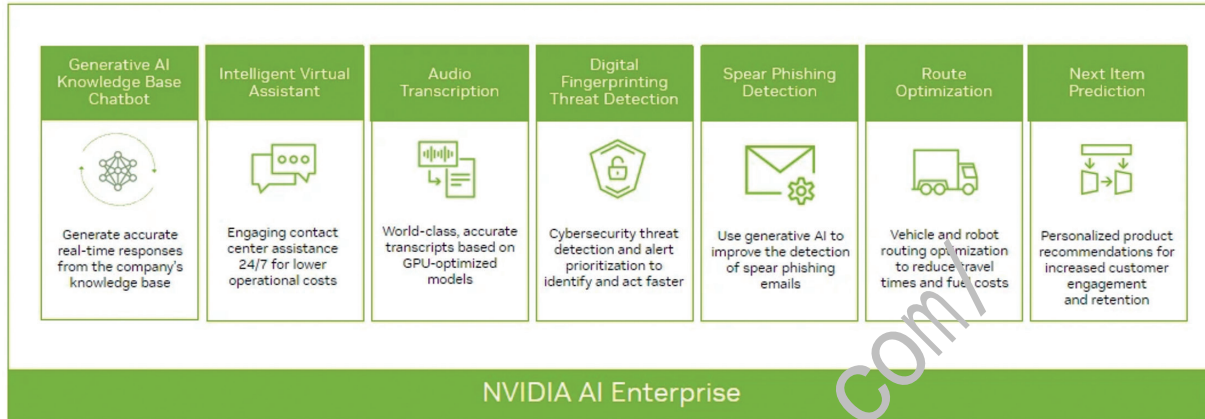 Generative AI
Knowledge Base
Chatbot
Generate accurate
real-time responses
from the company's
knowledge base
Intelligent Virtual
Assistant
Engaging contact
center assistance
24/7 for lower
operational costs
Audio
Transcription
World-class, accurate
transcripts based on
GPU-optimized
models
Digital
Fingerprinting
Threat Detection
Cybersecurity threat
detection and alert
prioritization to
identify and act faster
Spear Phishing
Detection
Use generative AI to
improve the detection
of spear phishing
emails
Route
Optimization
Vehicle and robot
routing optimization
to reduce travel
times and fuel costs
Next Item
Prediction
Personalized product
recommendations for
increased customer
engagement
and retention
com/
NVIDIA AI Enterprise